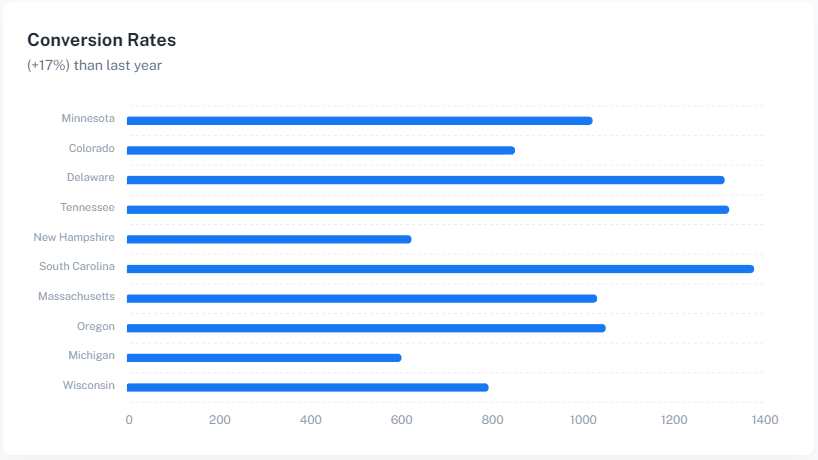 Conversion Rates
(+17%) than last year
Minnesota
Colorado
Delaware
Tennessee
New Hampshire
South Carolina
Massachusetts
Oregon
Michigan
Wisconsin
0 200 400 600 800 1000 1200 1400